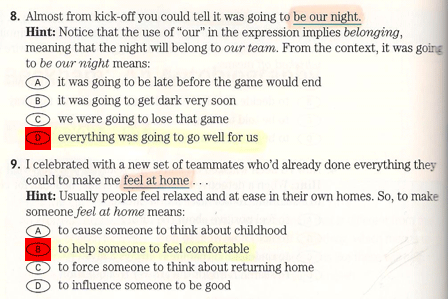 8. Almost from kick-off you could tell it was going to be our night.
Hint: Notice that the use of "our" in the expression implies belonging,
meaning that the night will belong to our team. From the context, it was going
to be our night means:
A it was going to be late before the game would end
B it was going to get dark very soon
C we were going to lose that game
D everything was going to go well for us
9. I celebrated with a new set of teammates who'd already done everything they
could to make me feel at home . . .
Hint: Usually people feel relaxed and at ease in their own homes. So, to make
someone feel at home means:
A to cause someone to think about childhood
B to help someone to feel comfortable
C to force someone to think about returning home
D to influence someone to be good